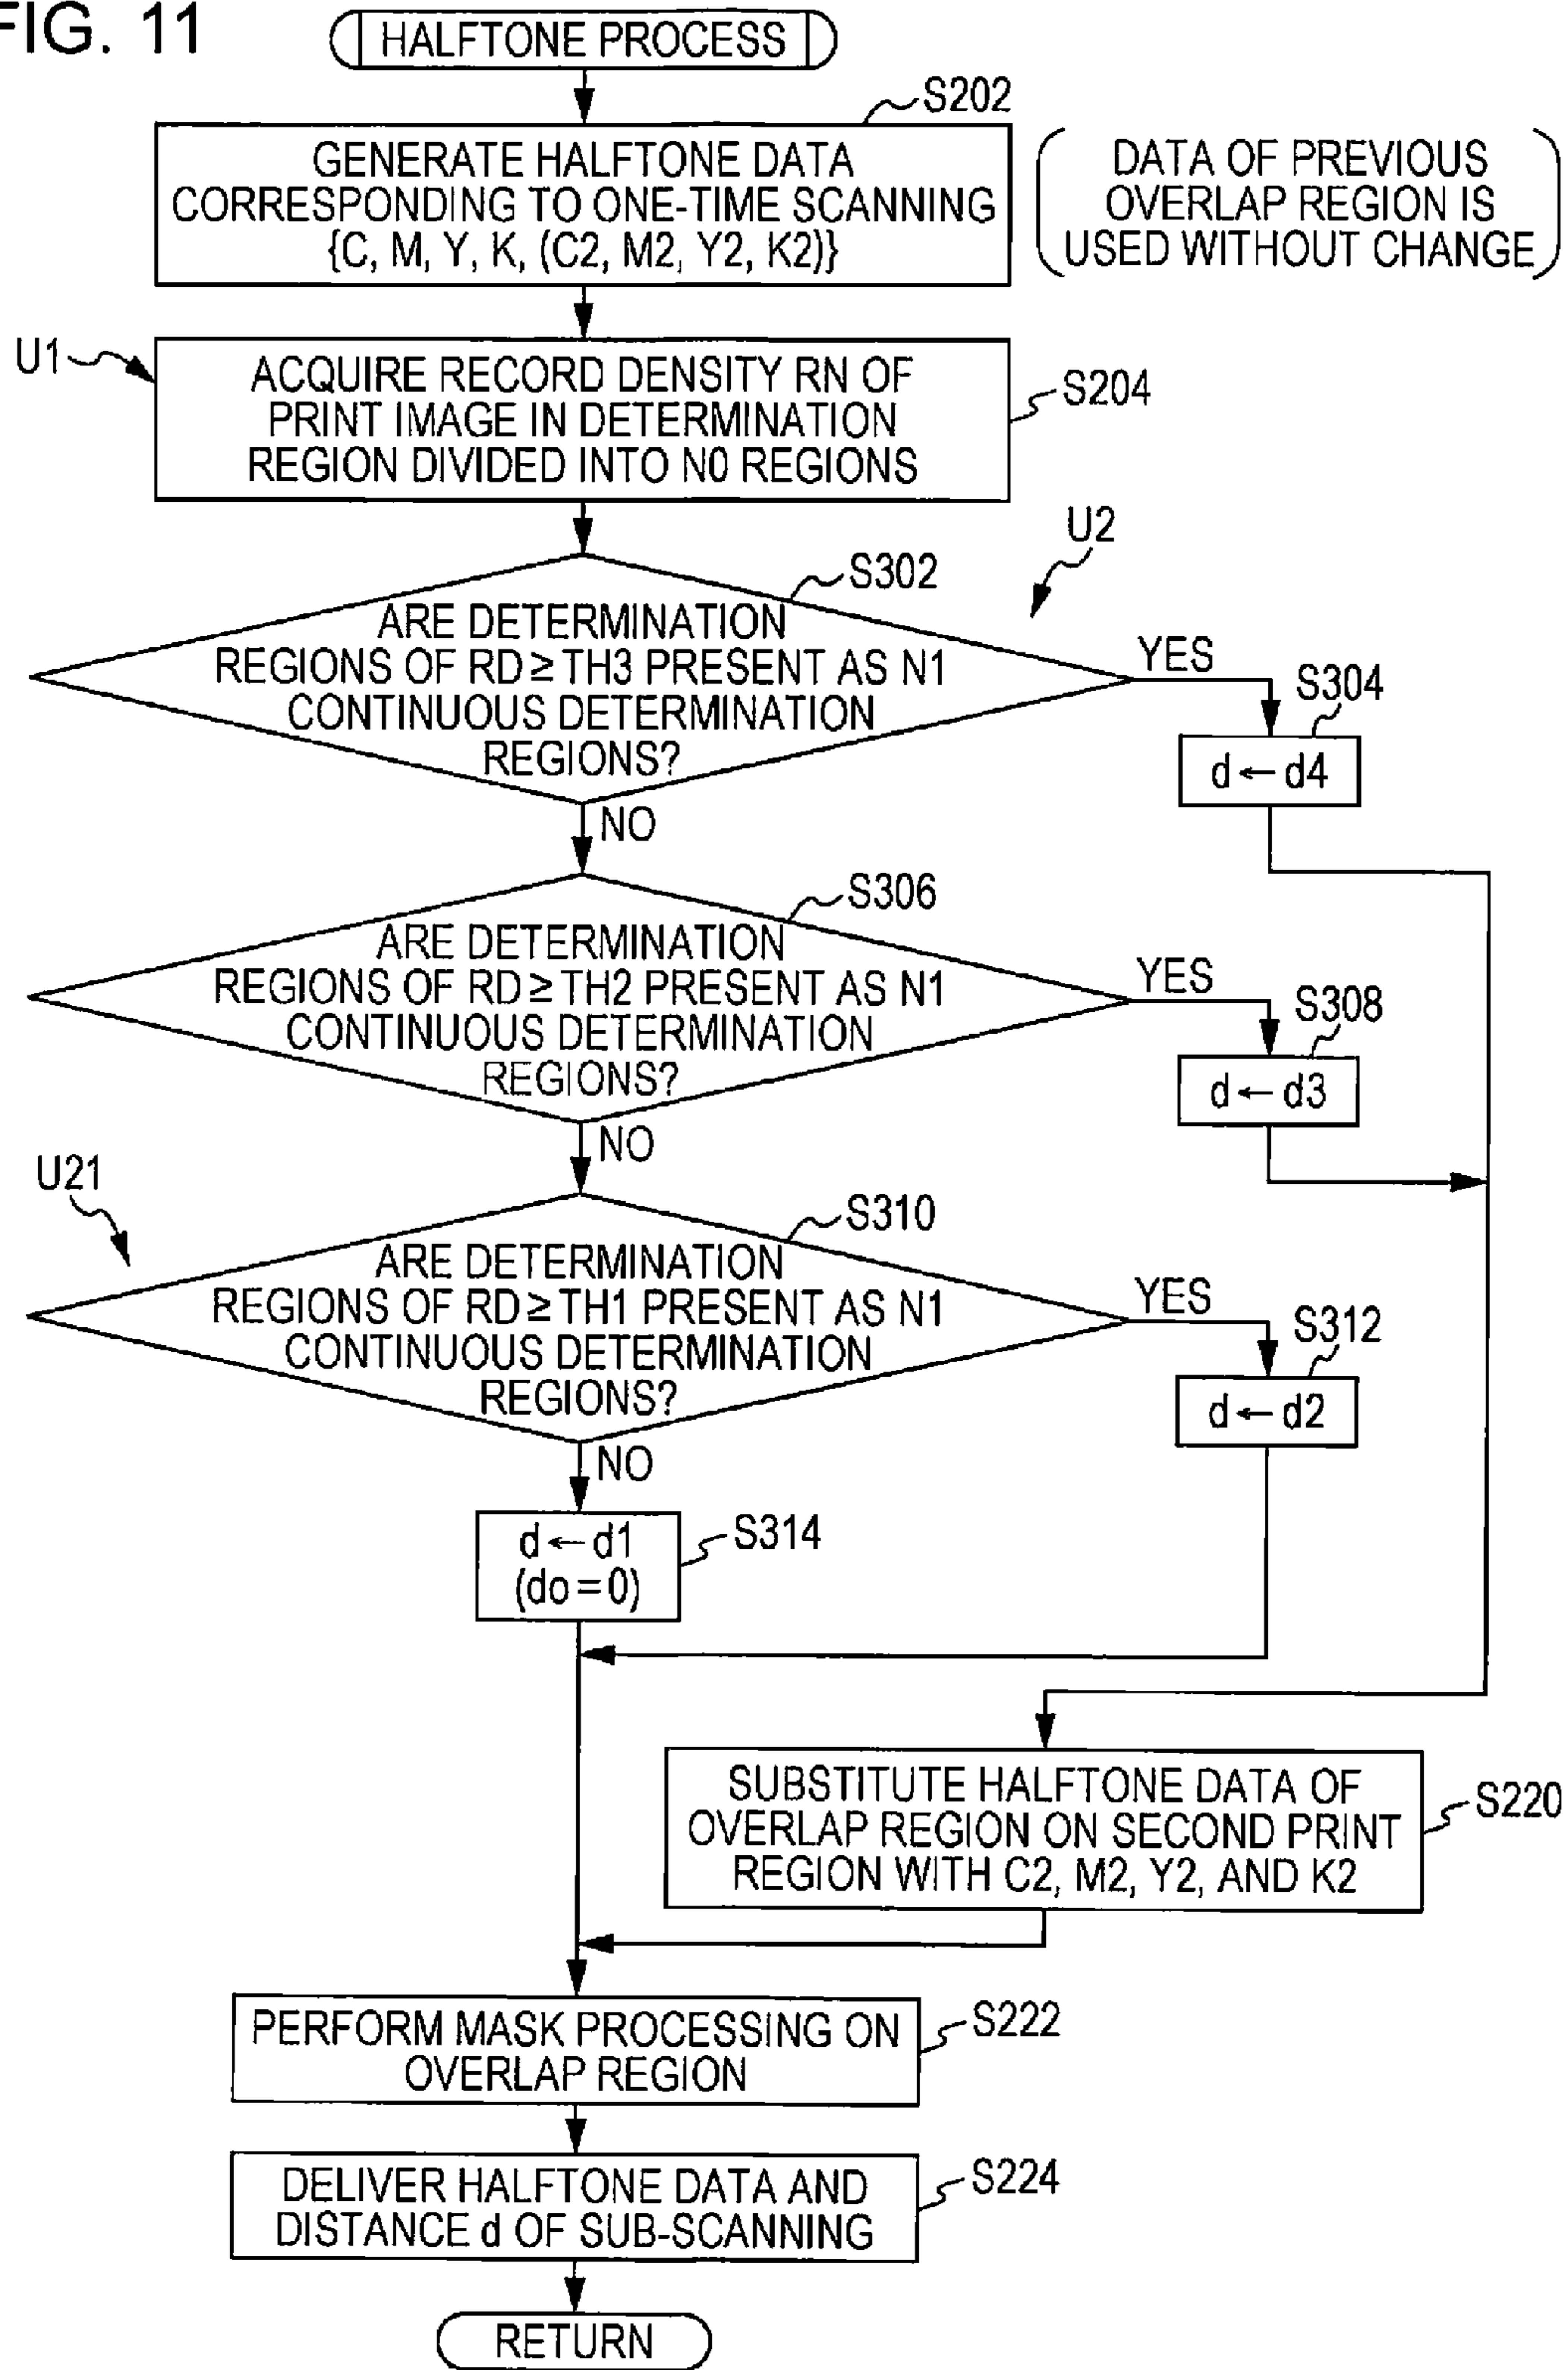 FIG. 11
HALFTONE PROCESS
S202
GENERATE HALFTONE DATA
CORRESPONDING TO ONE-TIME SCANNING
{C, M, Y, K, (C2, M2, Y2, K2)}
DATA OF PREVIOUS
OVERLAP REGION IS
USED WITHOUT CHANGE
U1
ACQUIRE RECORD DENSITY RN OF
PRINT IMAGE IN DETERMINATION
REGION DIVIDED INTO N0 REGIONS
S204
U2
S302
ARE DETERMINATION
REGIONS OF RD≥TH3 PRESENT AS N1
CONTINUOUS DETERMINATION
REGIONS?
YES
S304
d←d4
NO
S306
ARE DETERMINATION
REGIONS OF RD≥TH2 PRESENT AS N1
CONTINUOUS DETERMINATION
REGIONS?
YES
S308
d←d3
NO
U21
S310
ARE DETERMINATION
REGIONS OF RD≥TH1 PRESENT AS N1
CONTINUOUS DETERMINATION
REGIONS?
YES
S312
d←d2
NO
d←d1
(do=0)
S314
SUBSTITUTE HALFTONE DATA OF
OVERLAP REGION ON SECOND PRINT
REGION WITH C2, M2, Y2, AND K2
S220
PERFORM MASK PROCESSING ON
OVERLAP REGION
S222
DELIVER HALFTONE DATA AND
DISTANCE d OF SUB-SCANNING
S224
RETURN